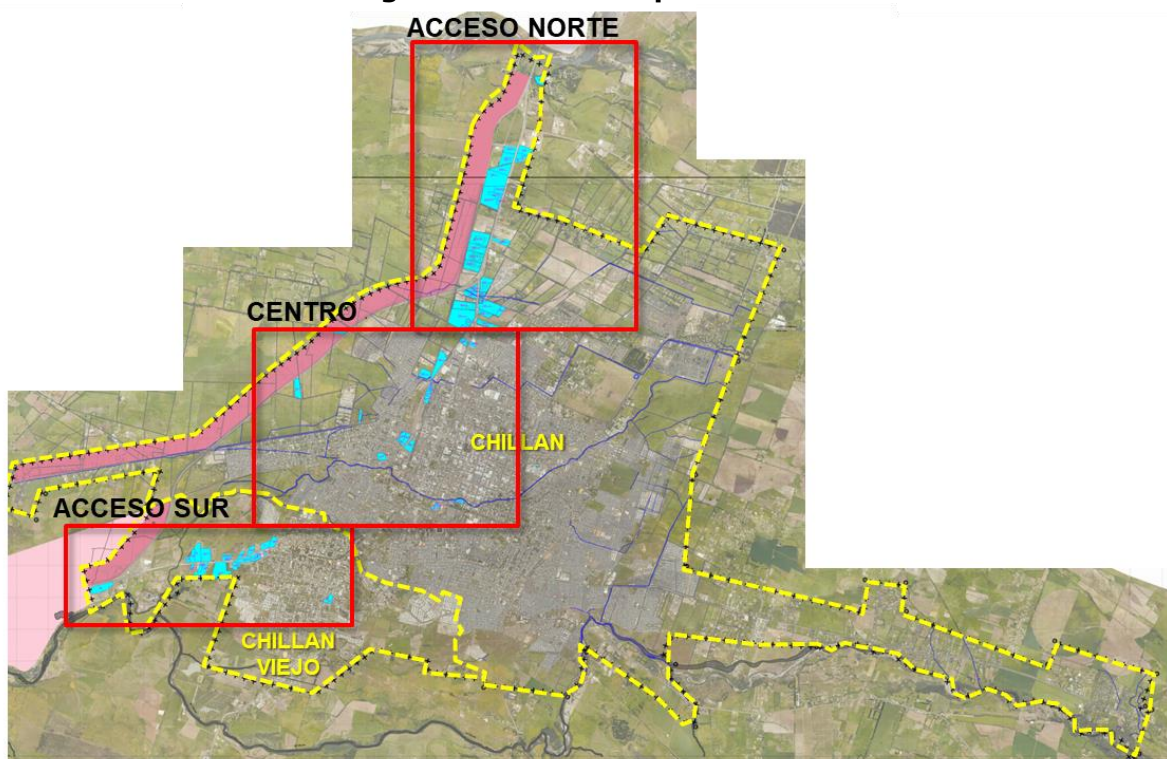 ACCESO NORTE
CENTRO
CHILLAN
ACCESO SUR
CHILLAN
VIEJO